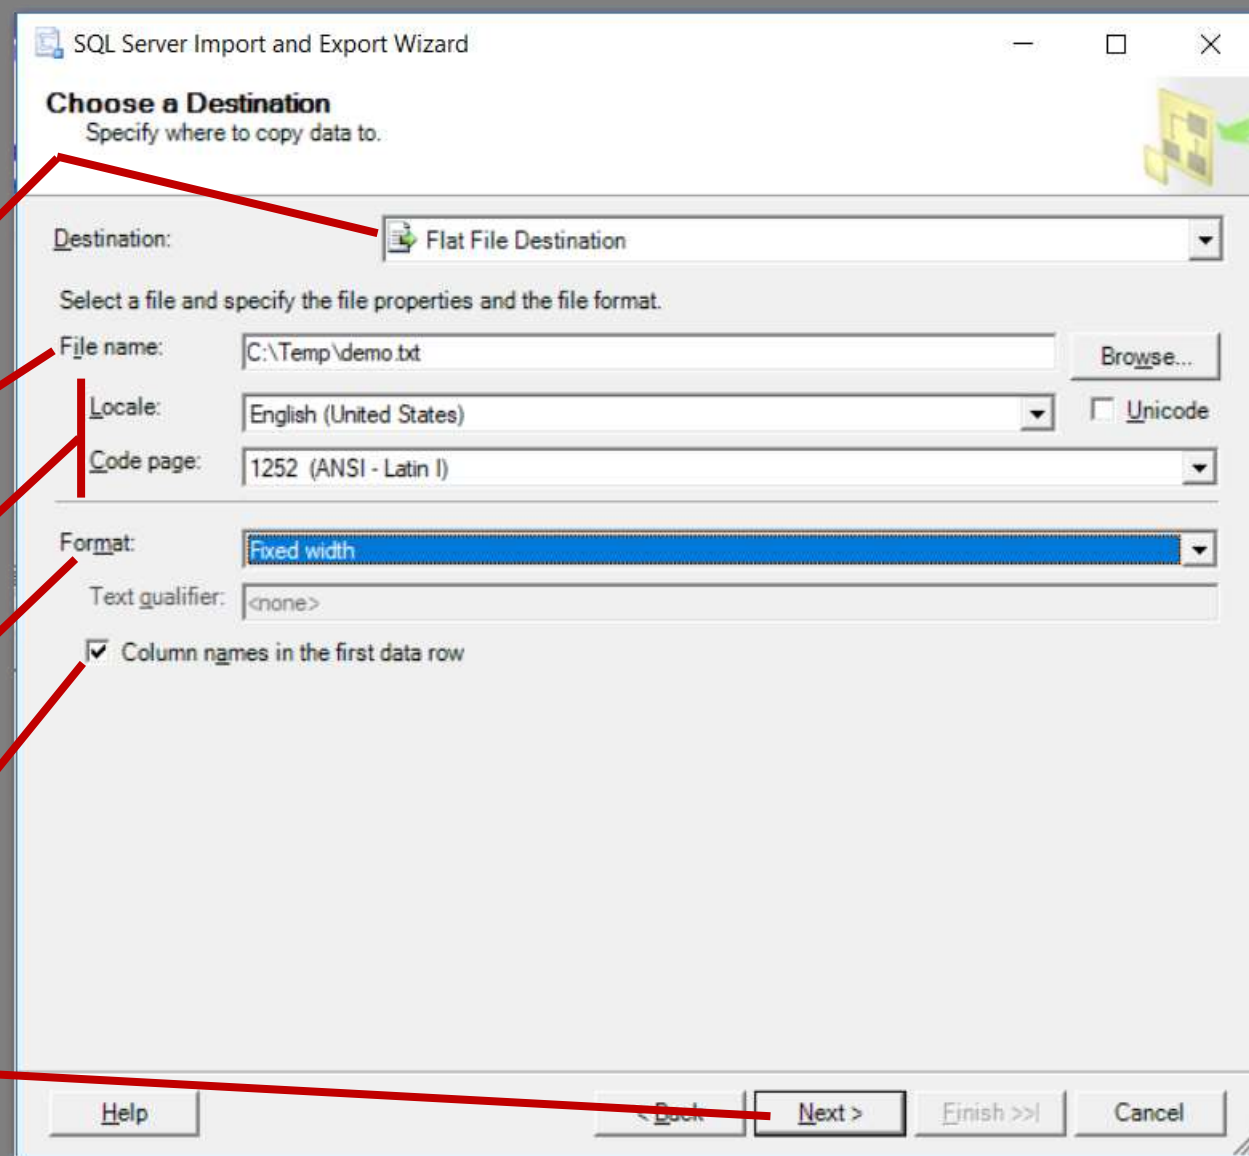 SQL Server Import and Export Wizard
Choose a Destination
Specify where to copy data to.
Destination: Flat File Destination
Select a file and specify the file properties and the file format.
File name: C:\Temp\demo.txt Browse...
Locale: English (United States) Unicode
Code page: 1252 (ANSI - Latin I)
Format: Fixed width
Text qualifier: <none>
Column names in the first data row
Help < Back Next > Finish >>| Cancel